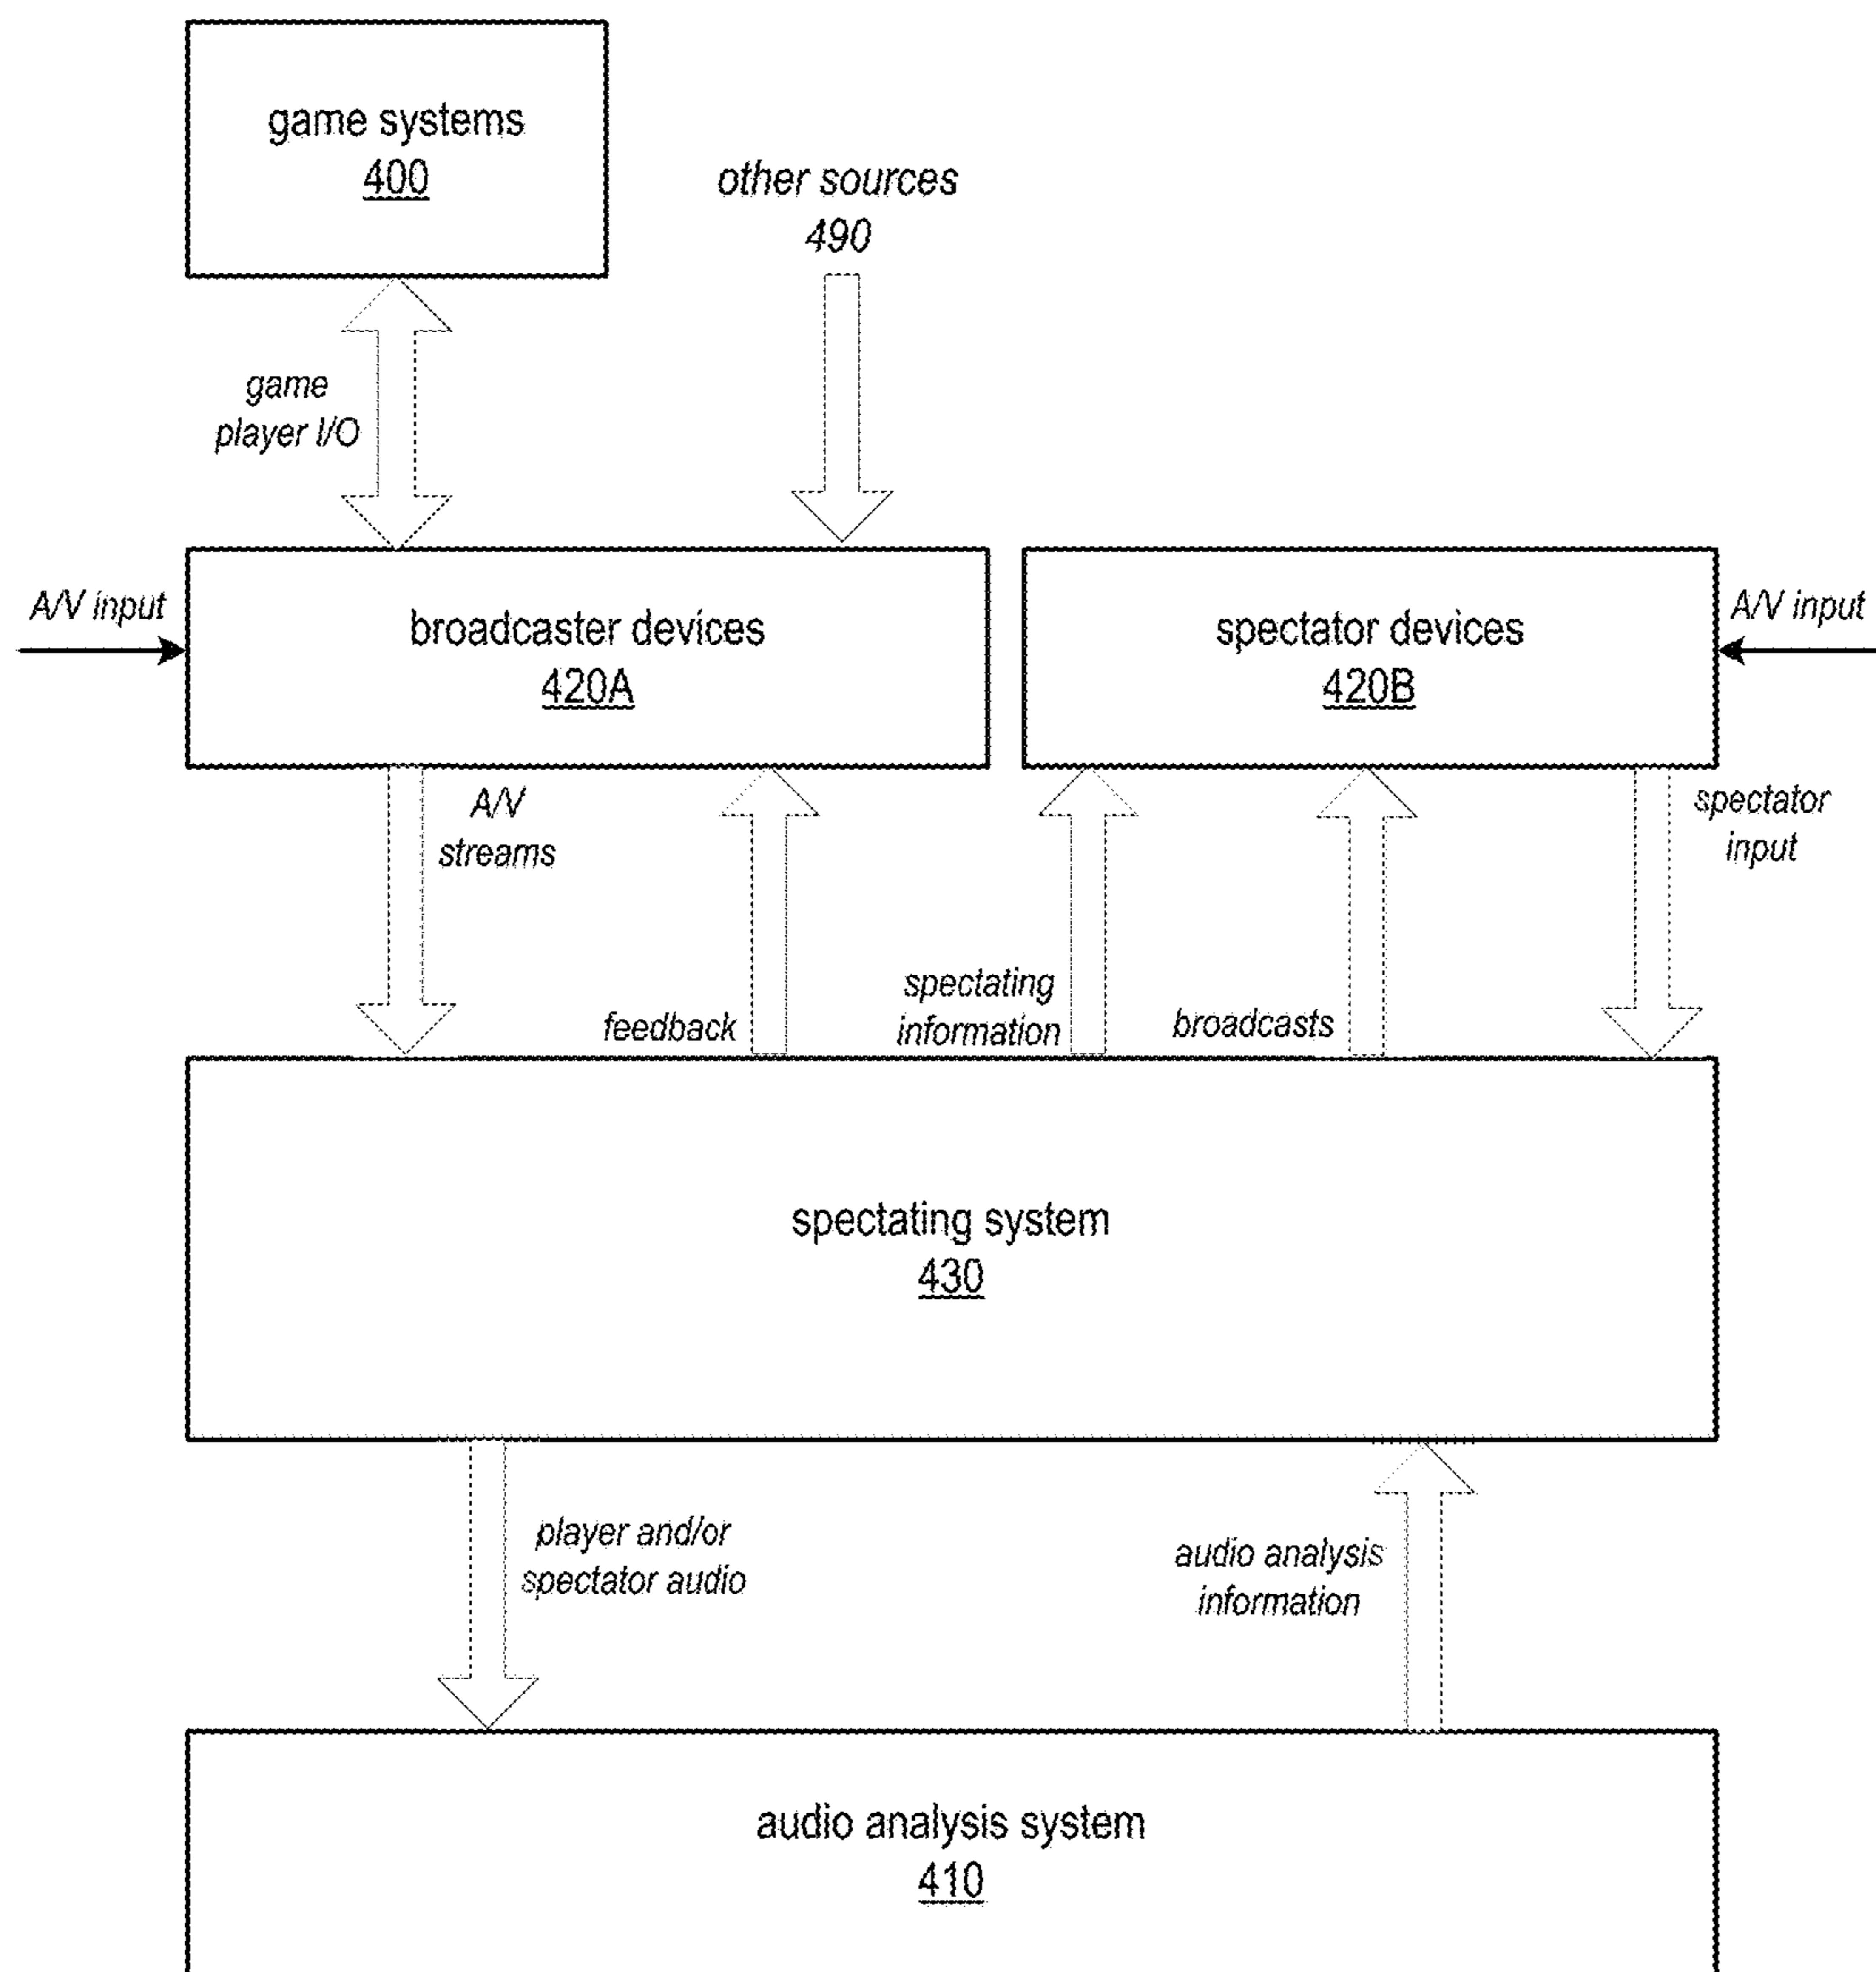 game systems
400
other sources
490
game
player I/O
A/V input
broadcaster devices
420A
spectator devices
420B
A/V input
A/V
streams
spectator
input
feedback
spectating
information
broadcasts
spectating system
430
player and/or
spectator audio
audio analysis
information
audio analysis system
410